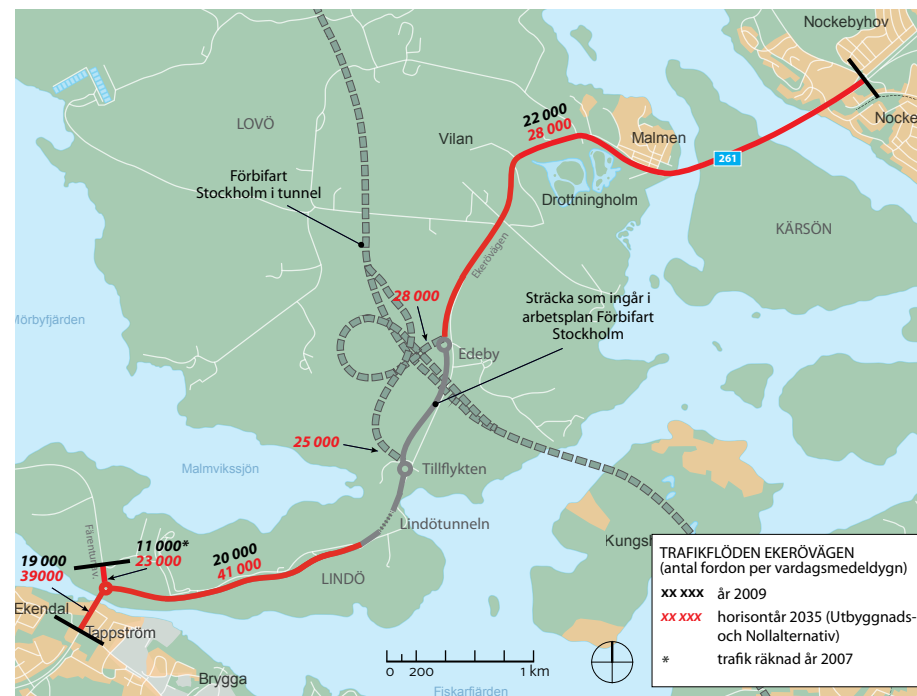 Nockebyhov
Nocke
22 000
28 000
Malmen
261
LOVÖ
Vilan
Förbifart
Stockholm i tunnel
Drottningholm
KÄRSÖN
Ekerövägen
28 000
Sträcka som ingår i
arbetsplan Förbifart
Stockholm
Mörbyfjärden
Edeby
25 000
Tillflykten
Malmvikssjön
Lindötunneln
Färentunav.
11 000*
23 000
19 000
39000
20 000
41 000
LINDÖ
Ekendal
Tappström
Brygga
Kungs
0 200 1 km
Fiskarfjärden
TRAFIKFLÖDEN EKERÖVÄGEN
(antal fordon per vardagsmedeldygn)
xx xxx år 2009
xx xxx horisontår 2035 (Utbyggnads-
och Nollalternativ)
* trafik räknad år 2007